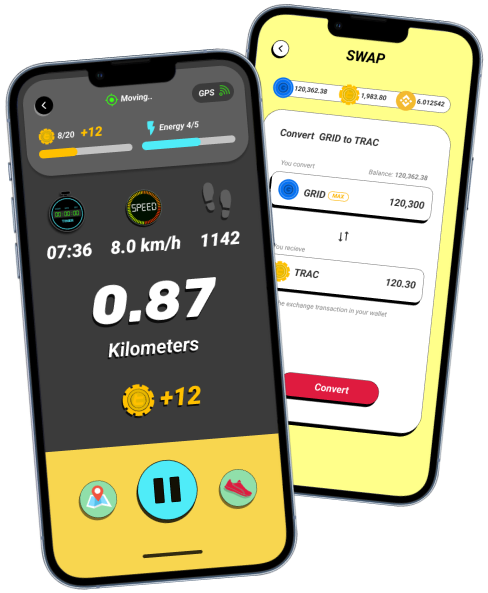 Moving..
GPS
8/20 +12
Energy 4/5
SPEED
07:36
8.0 km/h
1142
0.87
Kilometers
+12
SWAP
120,362.38
1,983.80
6.012542
Convert GRID to TRAC
You convert
Balance: 120,362.38
GRID MAX
120,300
You recieve
TRAC
120.30
he exchange transaction in your wallet
Convert